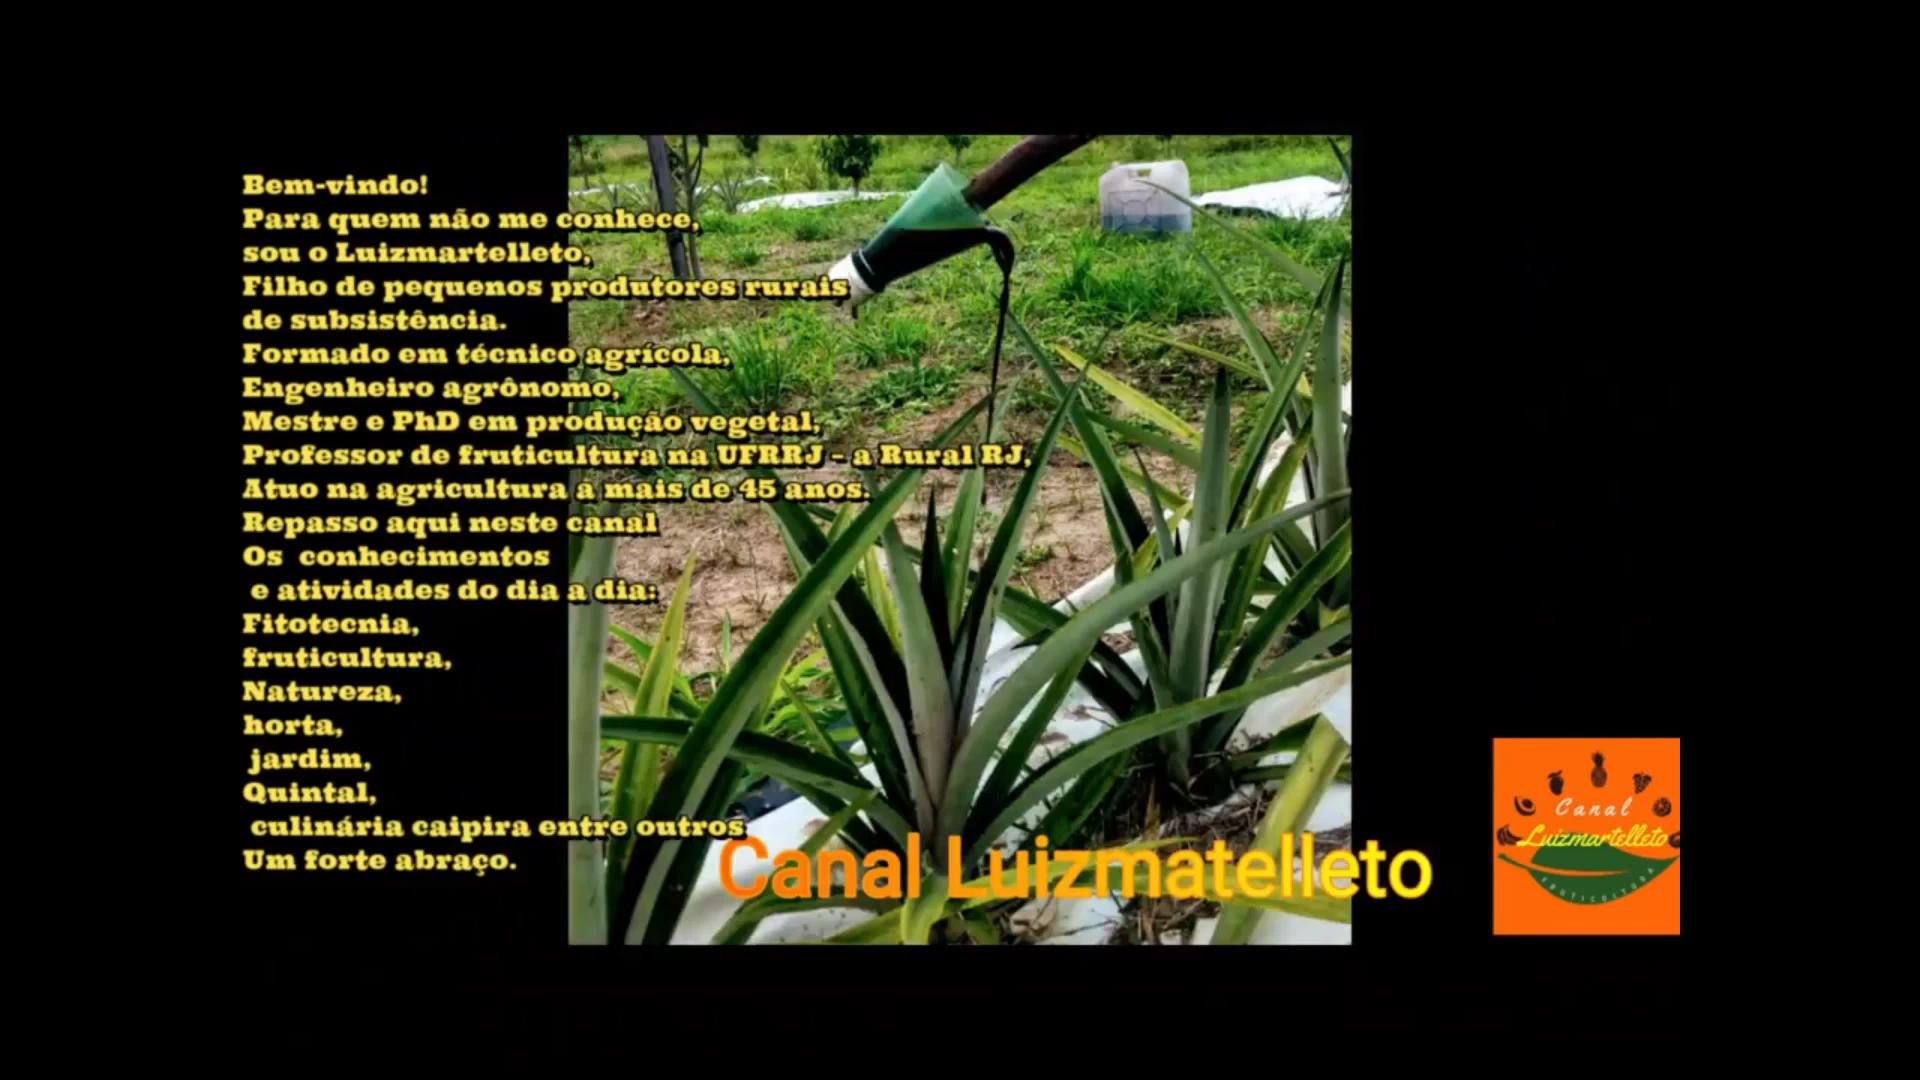 Bem-vindo!
Para quem não me conhece,
sou o Luizmartelleto,
Filho de pequenos produtores rurais
de subsistência.
Formado em técnico agrícola,
Engenheiro agrônomo,
Mestre e PhD em produção vegetal,
Professor de fruticultura na UFRRJ - a Rural RJ,
Atuo na agricultura á mais de 45 anos.
Repasso aqui neste canal
Os conhecimentos
e atividades do dia a dia:
Fitotecnia,
fruticultura,
Natureza,
horta,
jardim,
Quintal,
culinária caipira entre outros
Um forte abraço.
Canal Luizmatelleto
Canal
Luizmartelleto
FRUTICULTURA